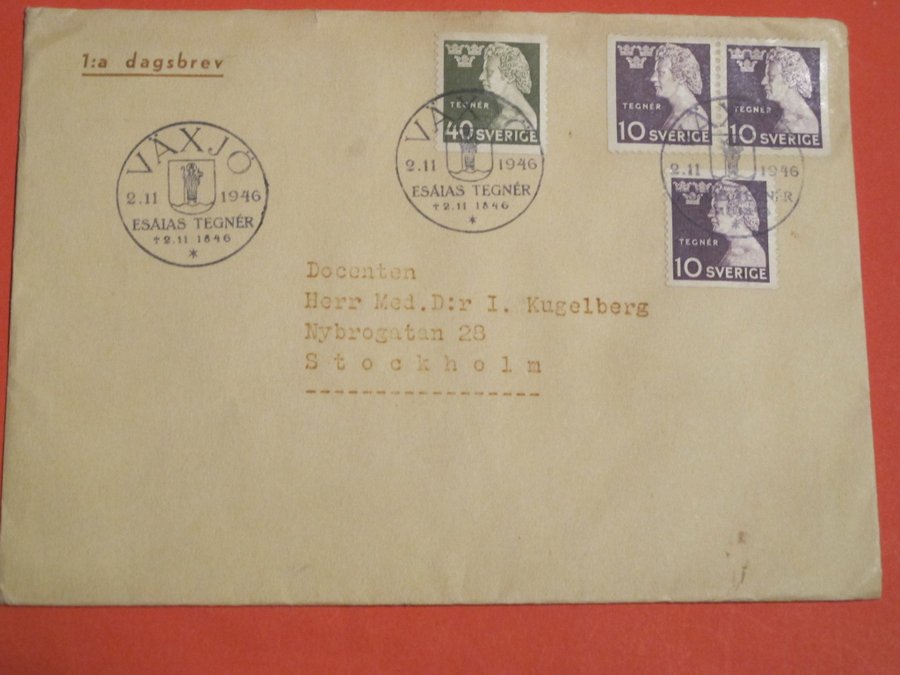 1:a dagsbrev
VÄXJÖ
2.11 1946
ESAIAS TEGNÉR
†2.11 1846
*
TEGNÉR
40 SVERIGE
VÄXJÖ
2.11 1946
ESAIAS TEGNÉR
†2.11 1846
*
TEGNÉR
10 SVERIGE
TEGNÉR
10 SVERIGE
1946
TEGNÉR
10 SVERIGE
Docenten
Herr Med.D:r I. Kugelberg
Nybrogatan 28
Stockholm